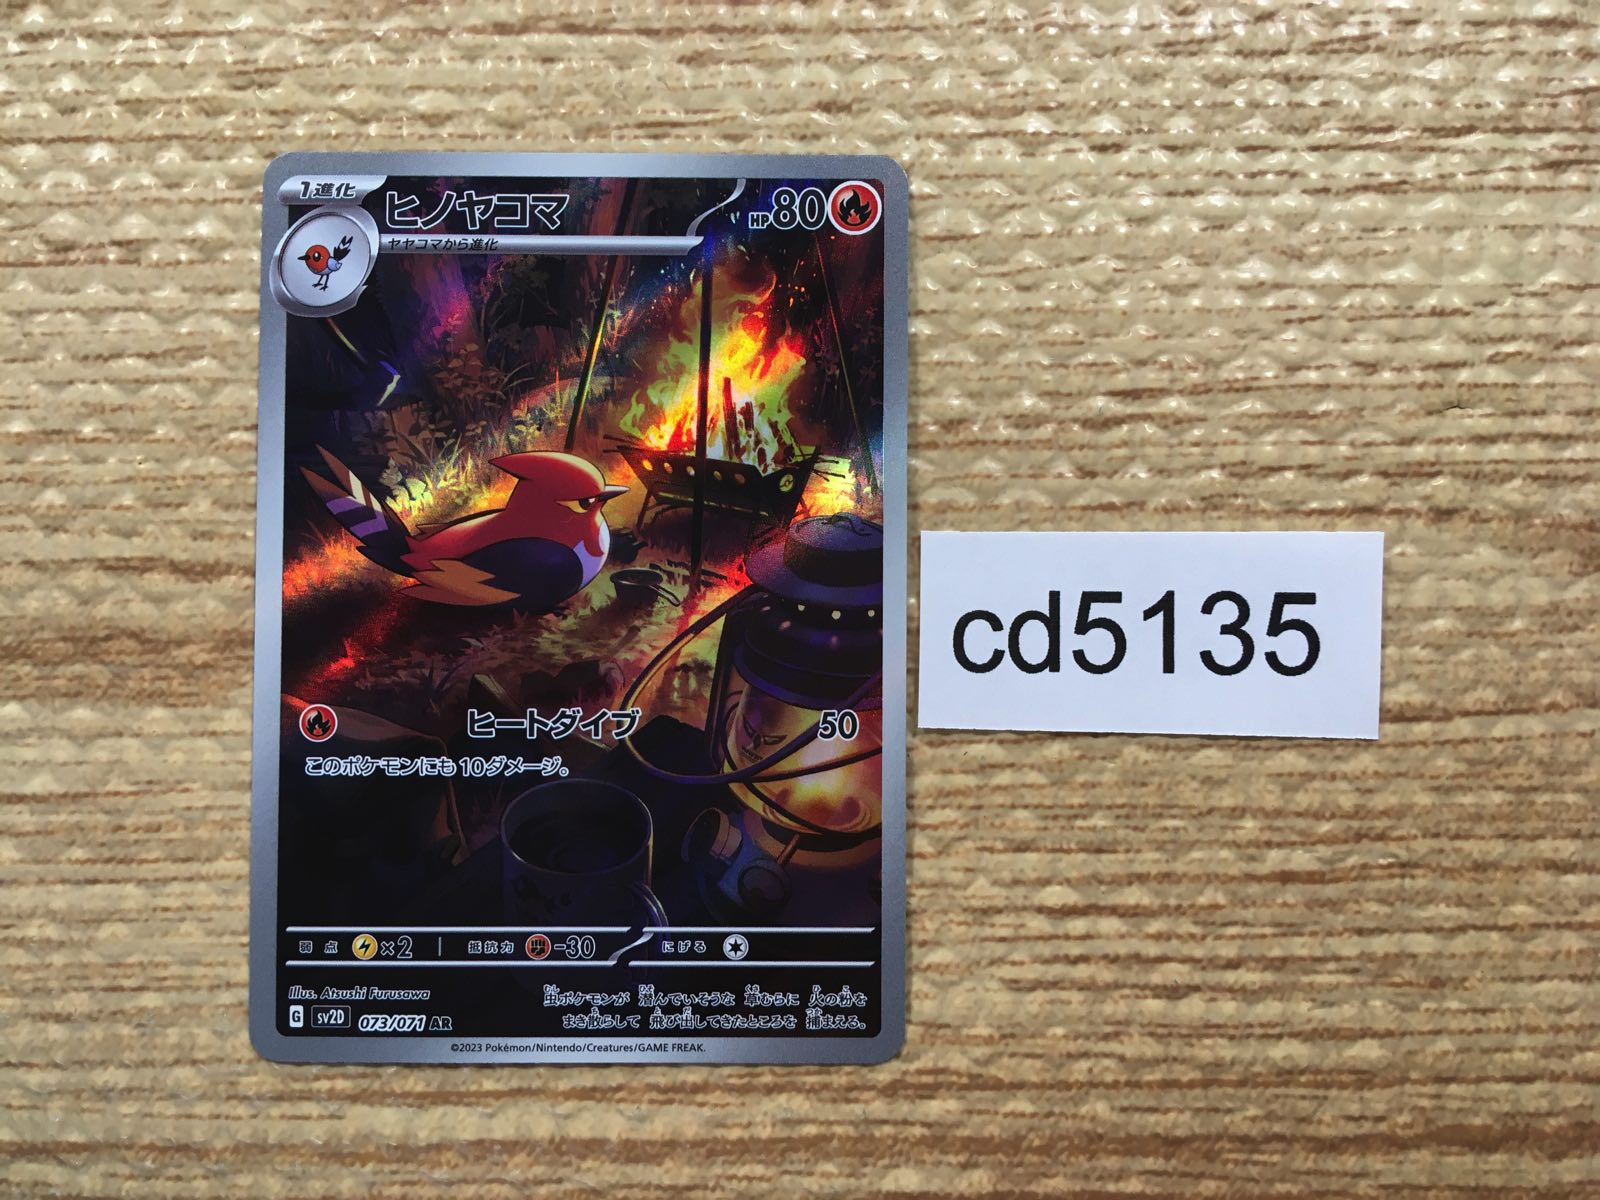 1進化
ヒノヤコマ
HP80
ヤヤコマから進化
ヒートダイブ 50
このポケモンにも10ダメージ。
弱点 ×2 抵抗力 -30 にげる
Illus. Atsushi Furusawa
虫ポケモンが 潜んでいそうな 草むらに 火の粉を
まき散らして 飛び出してきたところを 捕まえる。
G sv2D 073/071 AR
©2023 Pokémon/Nintendo/Creatures/GAME FREAK.
cd5135